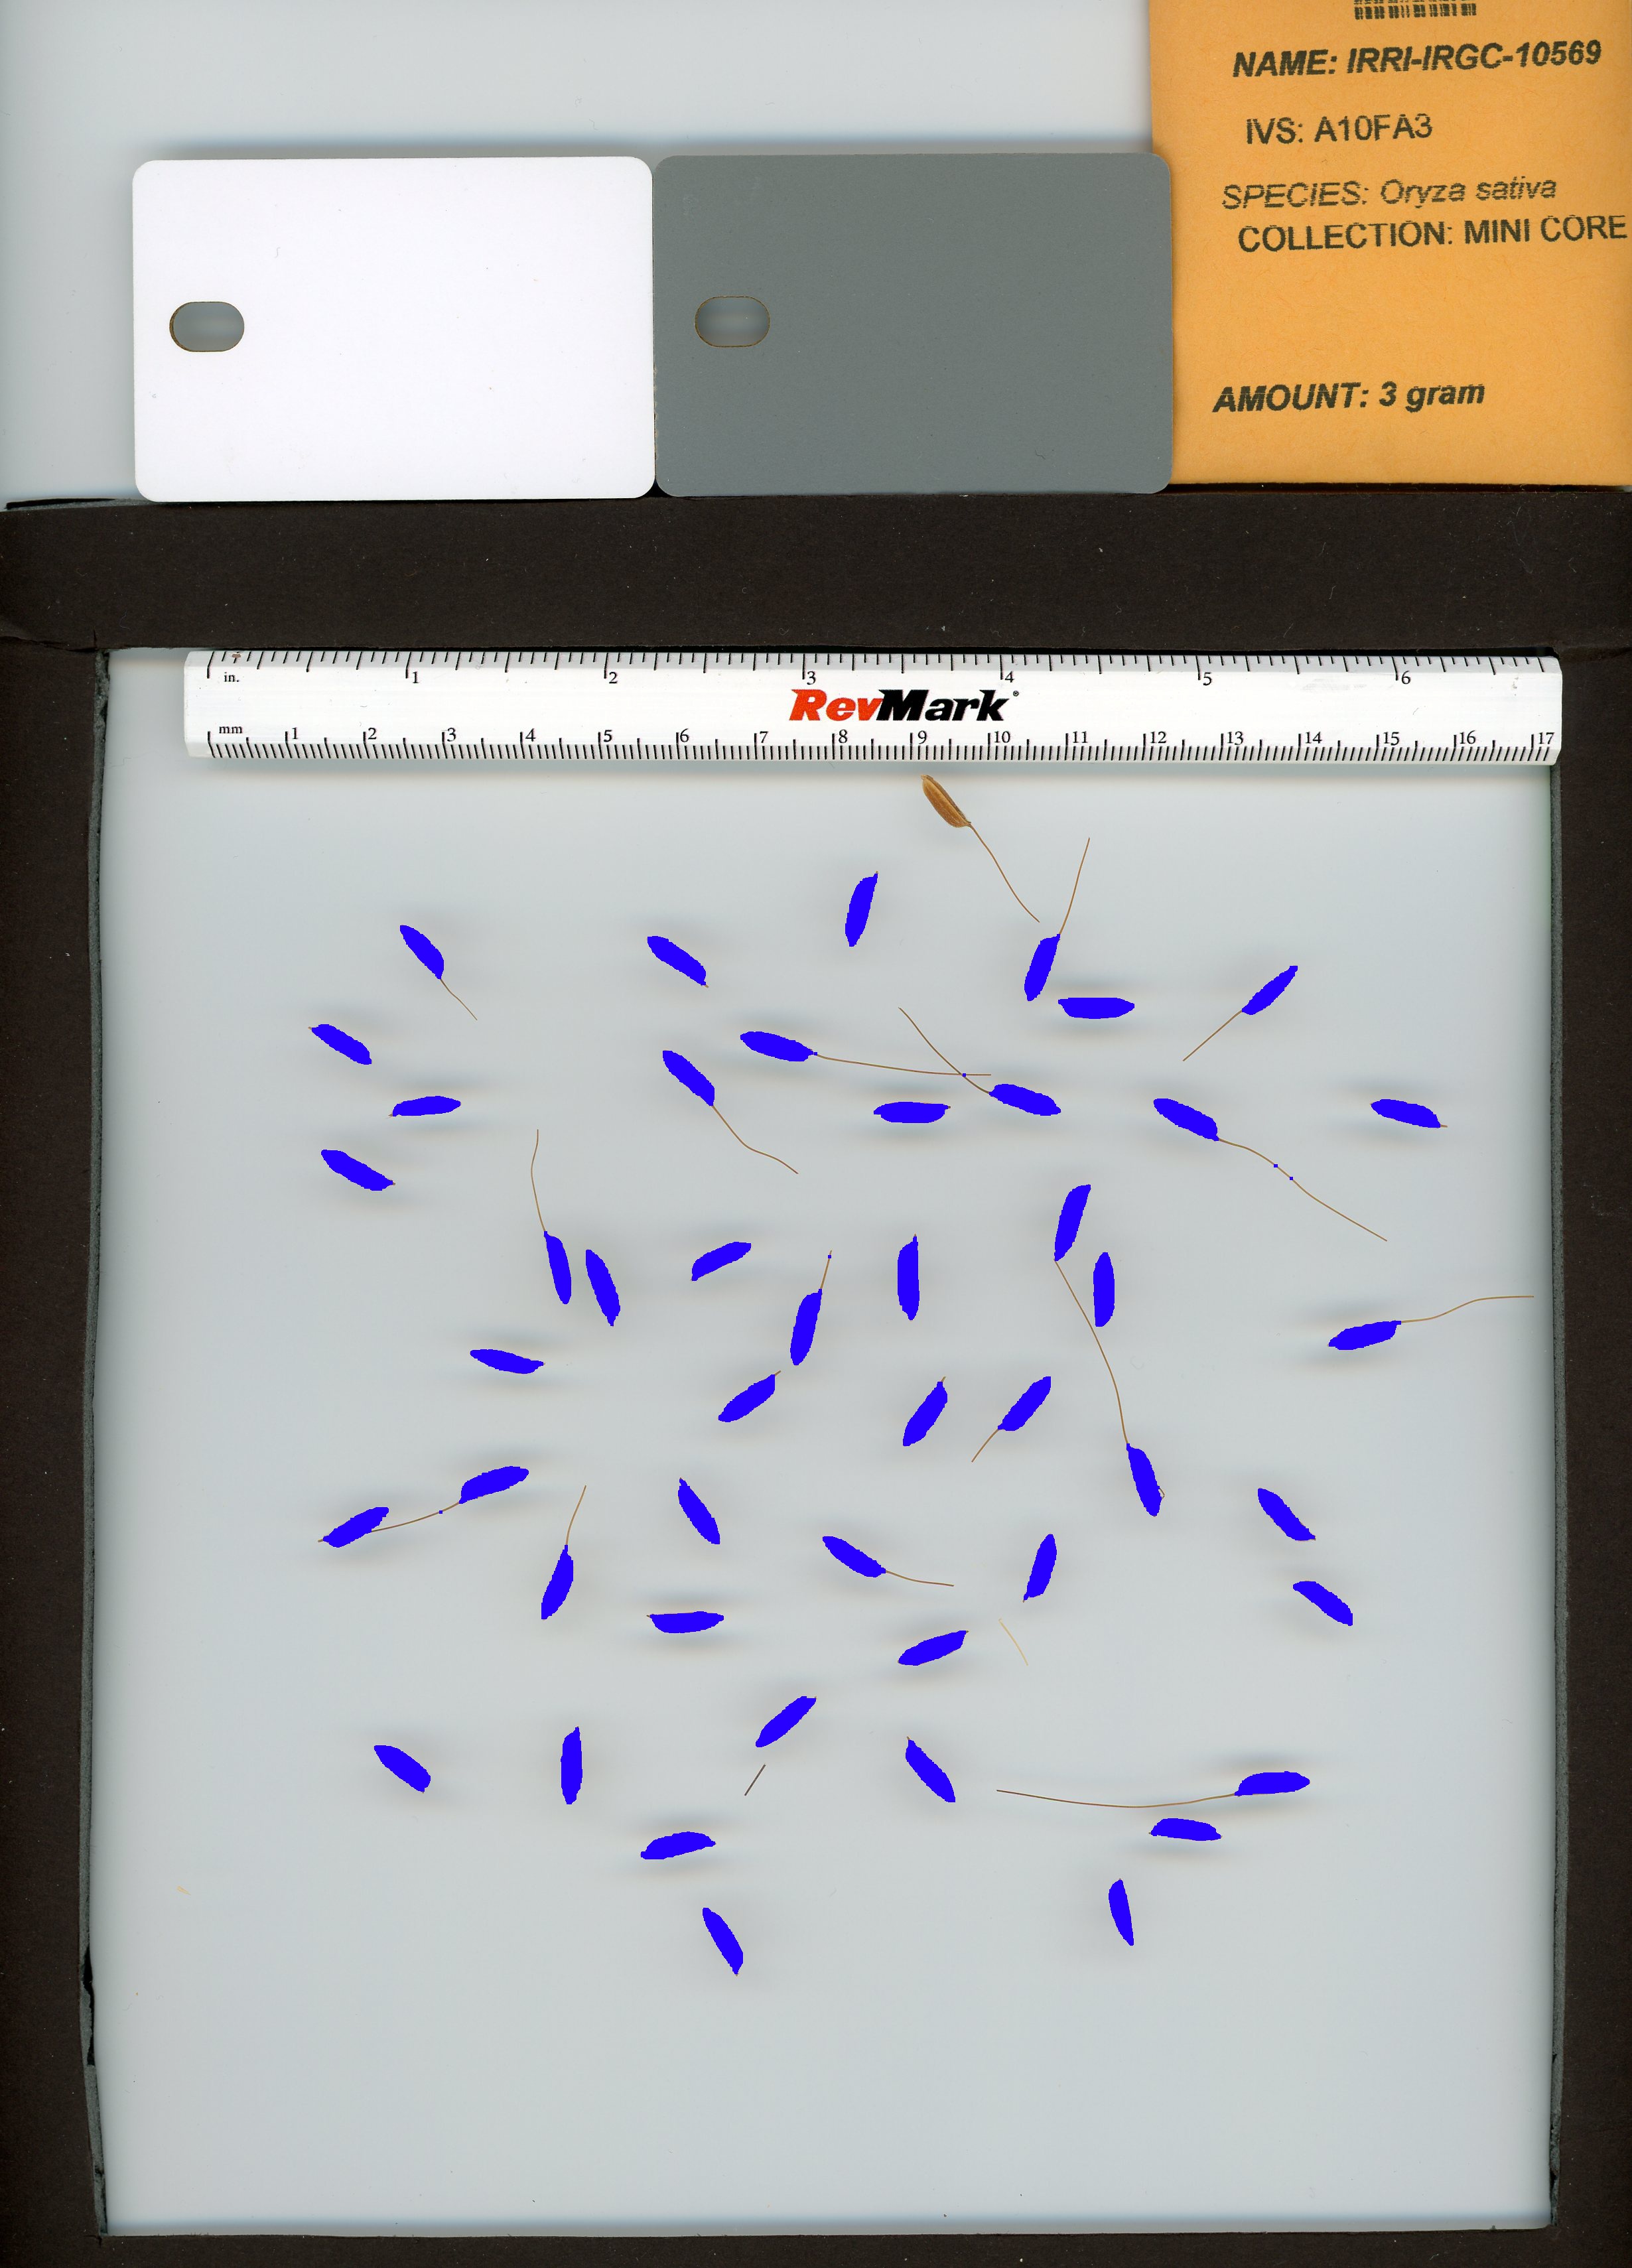 NAME: IRRI-IRGC-10569
IVS: A10FA3
SPECIES: Oryza sativa
COLLECTION: MINI CORE
AMOUNT: 3 gram
in. 1 2 3 4 5 6
RevMark
mm 1 2 3 4 5 6 7 8 9 10 11 12 13 14 15 16 17